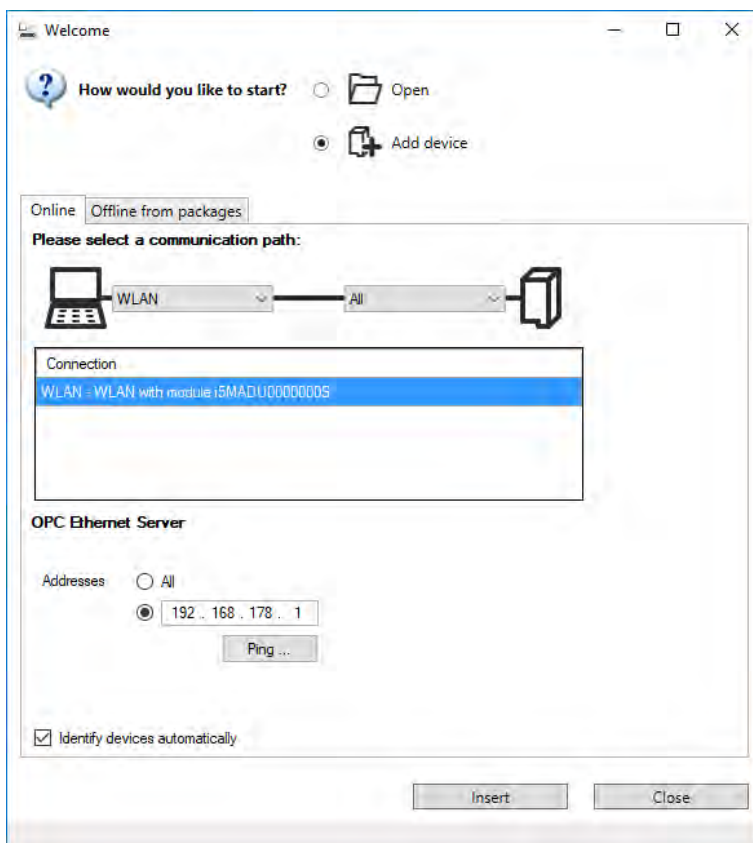 Welcome
How would you like to start?
Open
Add device
Online
Offline from packages
Please select a communication path:
WLAN
All
Connection
WLAN : WLAN with module i5MADU0000000S
OPC Ethernet Server
Addresses
All
192 . 168 . 178 . 1
Ping ...
Identify devices automatically
Insert
Close